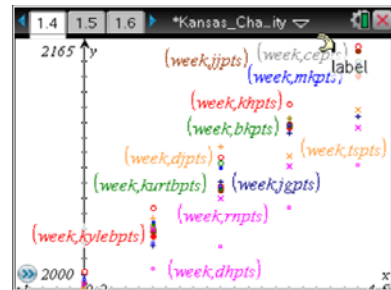 1.4 1.5 1.6 *Kansas_Cha...ity
2165 y
(week,jjpts)
(week,cepts)
label
(week,mkpts)
(week,khpts)
(week,bkpts)
(week,djpts)
(week,tspts)
(week,kurtbpts)
(week,jgpts)
(week,rnpts)
(week,kylebpts)
(week,dhpts)
2000
x